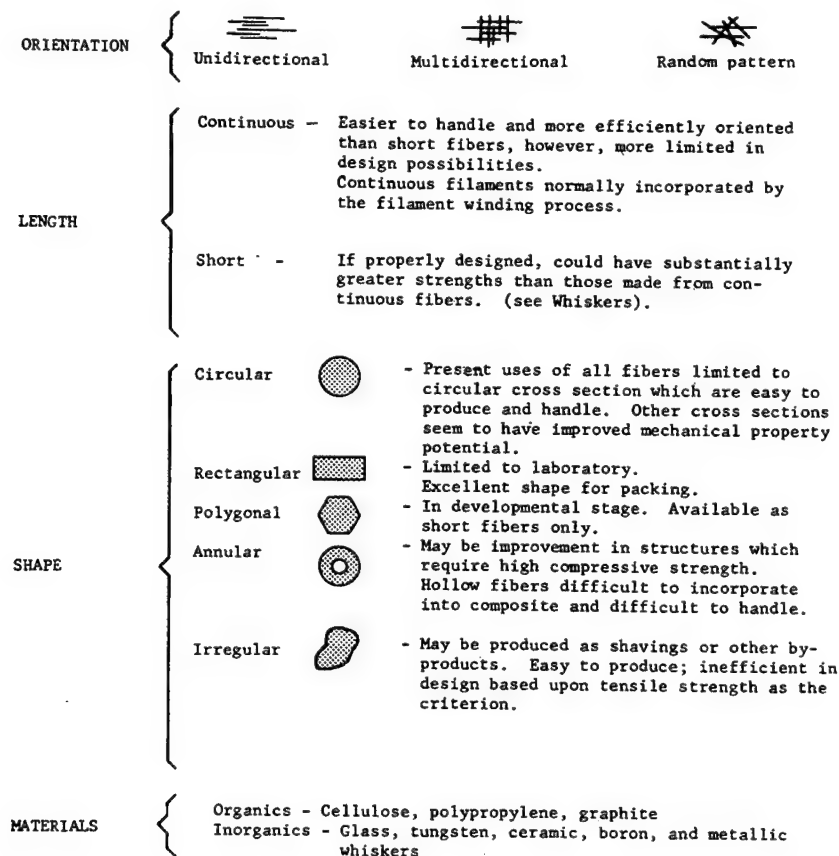 ORIENTATION
Unidirectional Multidirectional Random pattern
LENGTH
Continuous — Easier to handle and more efficiently oriented
than short fibers, however, more limited in
design possibilities.
Continuous filaments normally incorporated by
the filament winding process.
Short - If properly designed, could have substantially
greater strengths than those made from con-
tinuous fibers. (see Whiskers).
SHAPE
Circular - Present uses of all fibers limited to
circular cross section which are easy to
produce and handle. Other cross sections
seem to have improved mechanical property
potential.
Rectangular - Limited to laboratory.
Excellent shape for packing.
Polygonal - In developmental stage. Available as
short fibers only.
Annular - May be improvement in structures which
require high compressive strength.
Hollow fibers difficult to incorporate
into composite and difficult to handle.
Irregular - May be produced as shavings or other by-
products. Easy to produce; inefficient in
design based upon tensile strength as the
criterion.
MATERIALS
Organics - Cellulose, polypropylene, graphite
Inorganics - Glass, tungsten, ceramic, boron, and metallic
whiskers